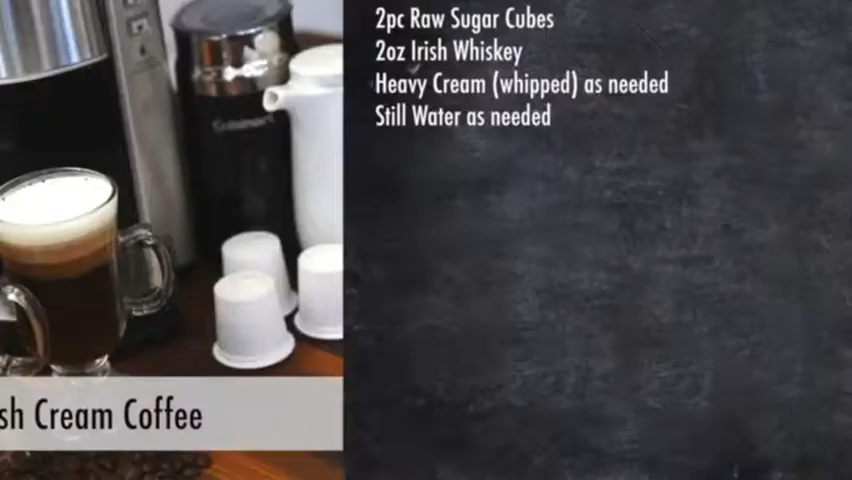 2pc Raw Sugar Cubes
2oz Irish Whiskey
Heavy Cream (whipped) as needed
Still Water as needed
sh Cream Coffee